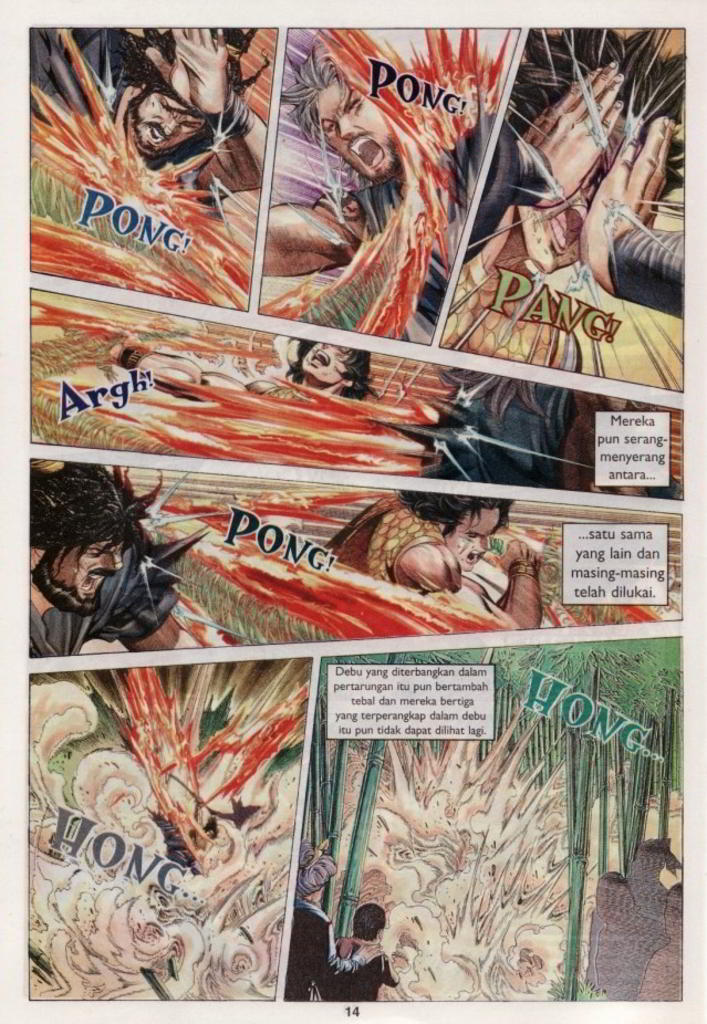 PONG!
PONG!
PANG!
Argh!
Mereka
pun serang-
menyerang
antara...
PONG!
...satu sama
yang lain dan
masing-masing
telah dilukai.
HONG...
Debu yang diterbangkan dalam
pertarungan itu pun bertambah
tebal dan mereka bertiga
yang terperangkap dalam debu
itu pun tidak dapat dilihat lagi.
HONG...
14